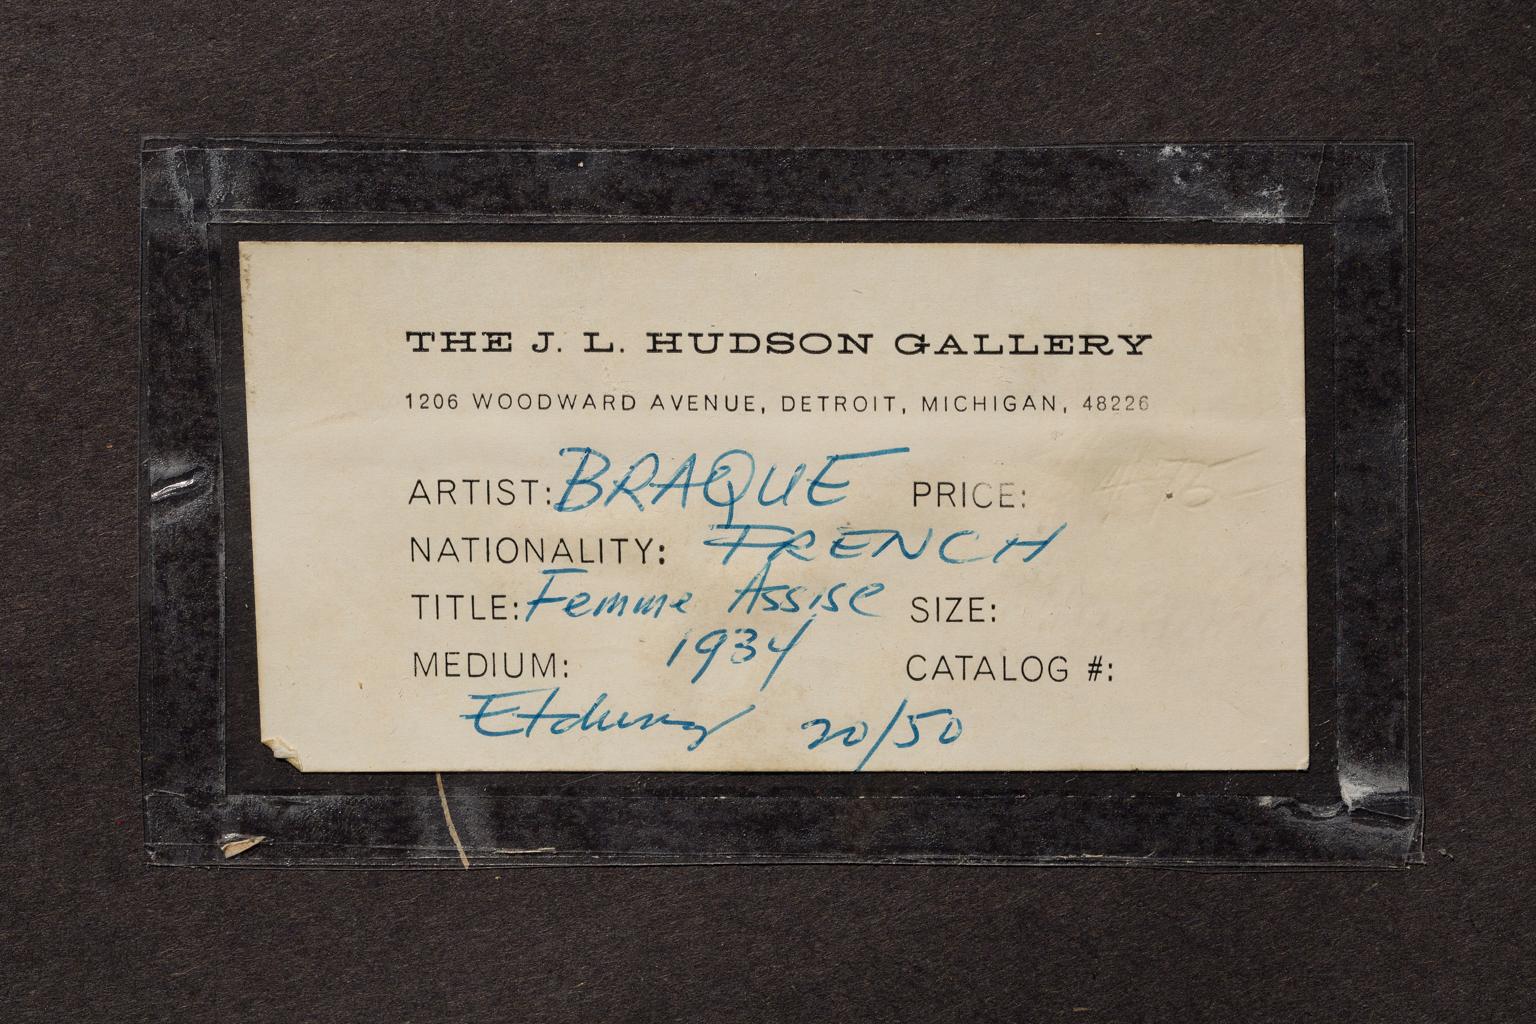 THE J. L. HUDSON GALLERY
1206 WOODWARD AVENUE, DETROIT, MICHIGAN, 48226
ARTIST: BRAQUE PRICE:
NATIONALITY: FRENCH
TITLE: Femme Assise SIZE:
MEDIUM: 1934 CATALOG #:
Etching 20/50